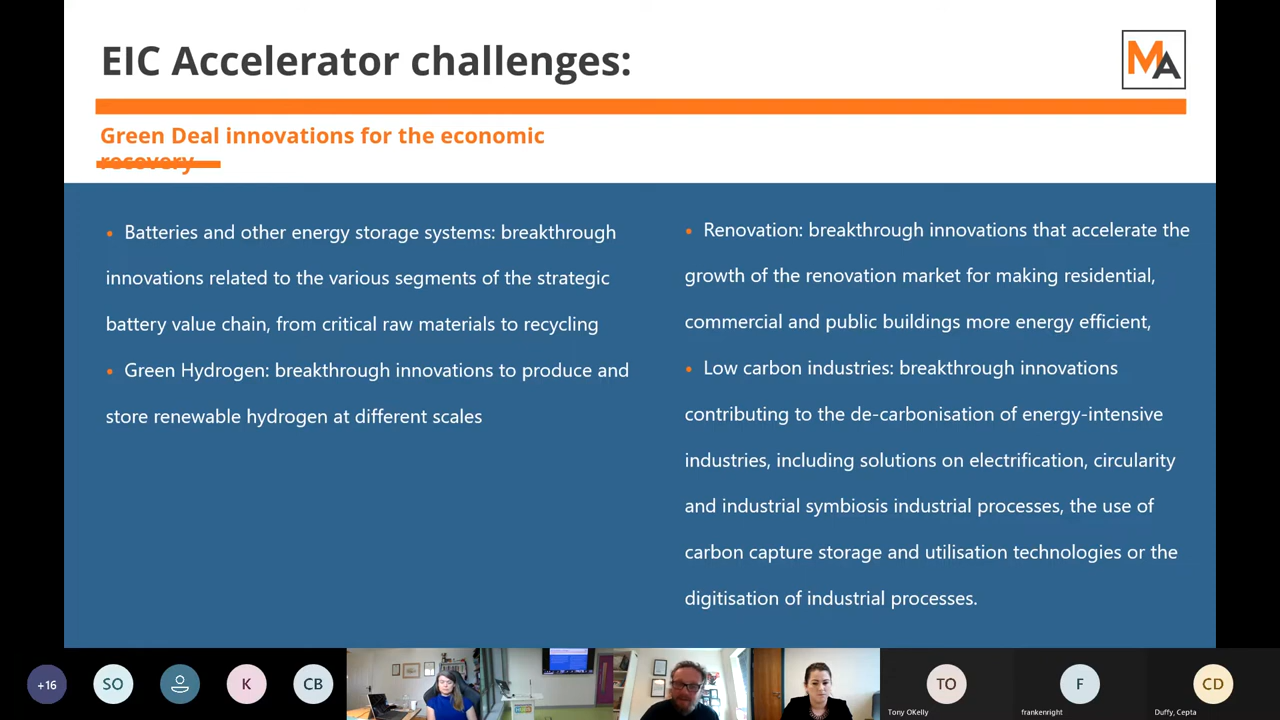 EIC Accelerator challenges:
MA
Green Deal innovations for the economic
recovery
• Batteries and other energy storage systems: breakthrough
innovations related to the various segments of the strategic
battery value chain, from critical raw materials to recycling
• Green Hydrogen: breakthrough innovations to produce and
store renewable hydrogen at different scales
• Renovation: breakthrough innovations that accelerate the
growth of the renovation market for making residential,
commercial and public buildings more energy efficient,
• Low carbon industries: breakthrough innovations
contributing to the de-carbonisation of energy-intensive
industries, including solutions on electrification, circularity
and industrial symbiosis industrial processes, the use of
carbon capture storage and utilisation technologies or the
digitisation of industrial processes.
+16
SO
K
CB
TO
F
CD
Tony OKelly
frankenright
Duffy, Cepta